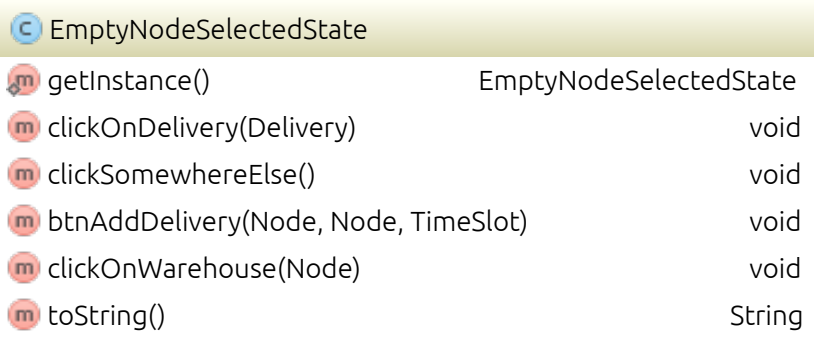 C EmptyNodeSelectedState
m getInstance() EmptyNodeSelectedState
m clickOnDelivery(Delivery) void
m clickSomewhereElse() void
m btnAddDelivery(Node, Node, TimeSlot) void
m clickOnWarehouse(Node) void
m toString() String